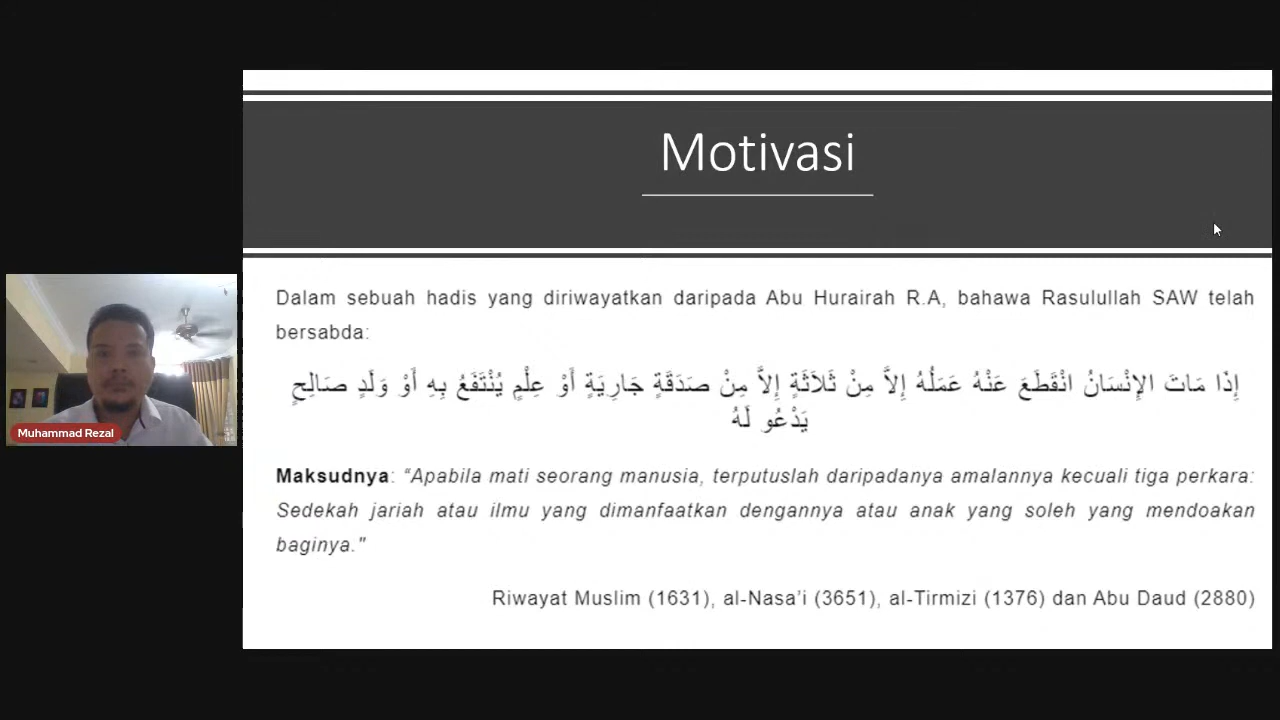 Motivasi
Dalam sebuah hadis yang diriwayatkan daripada Abu Hurairah R.A, bahawa Rasulullah SAW telah
bersabda:
إِذَا مَاتَ الإِنْسَانُ انْقَطَعَ عَنْهُ عَمَلُهُ إِلاَّ مِنْ ثَلاَثَةٍ إِلاَّ مِنْ صَدَقَةٍ جَارِيَةٍ أَوْ عِلْمٍ يُنْتَفَعُ بِهِ أَوْ وَلَدٍ صَالِحٍ
يَدْعُو لَهُ
Maksudnya: “Apabila mati seorang manusia, terputuslah daripadanya amalannya kecuali tiga perkara:
Sedekah jariah atau ilmu yang dimanfaatkan dengannya atau anak yang soleh yang mendoakan
baginya."
Riwayat Muslim (1631), al-Nasa’i (3651), al-Tirmizi (1376) dan Abu Daud (2880)
Muhammad Rezal